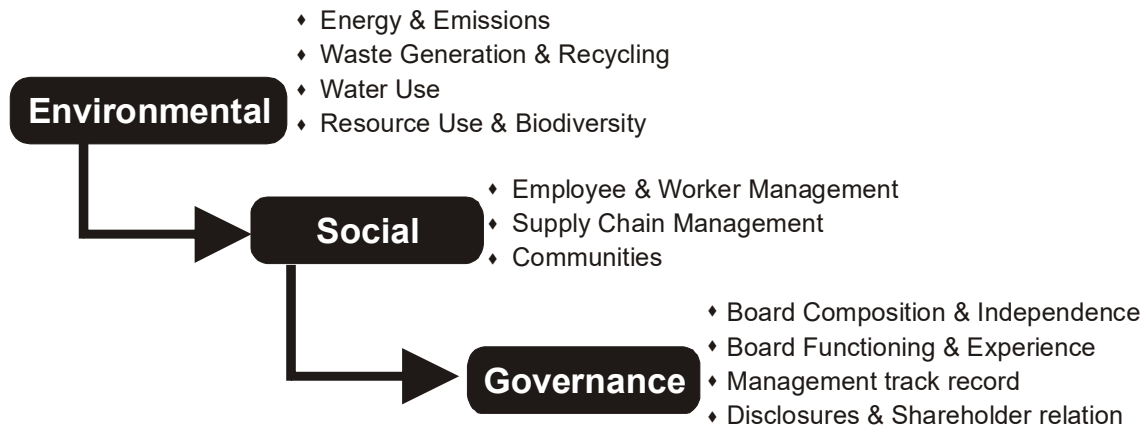 Environmental
♦ Energy & Emissions
♦ Waste Generation & Recycling
♦ Water Use
♦ Resource Use & Biodiversity
Social
♦ Employee & Worker Management
♦ Supply Chain Management
♦ Communities
Governance
♦ Board Composition & Independence
♦ Board Functioning & Experience
♦ Management track record
♦ Disclosures & Shareholder relation